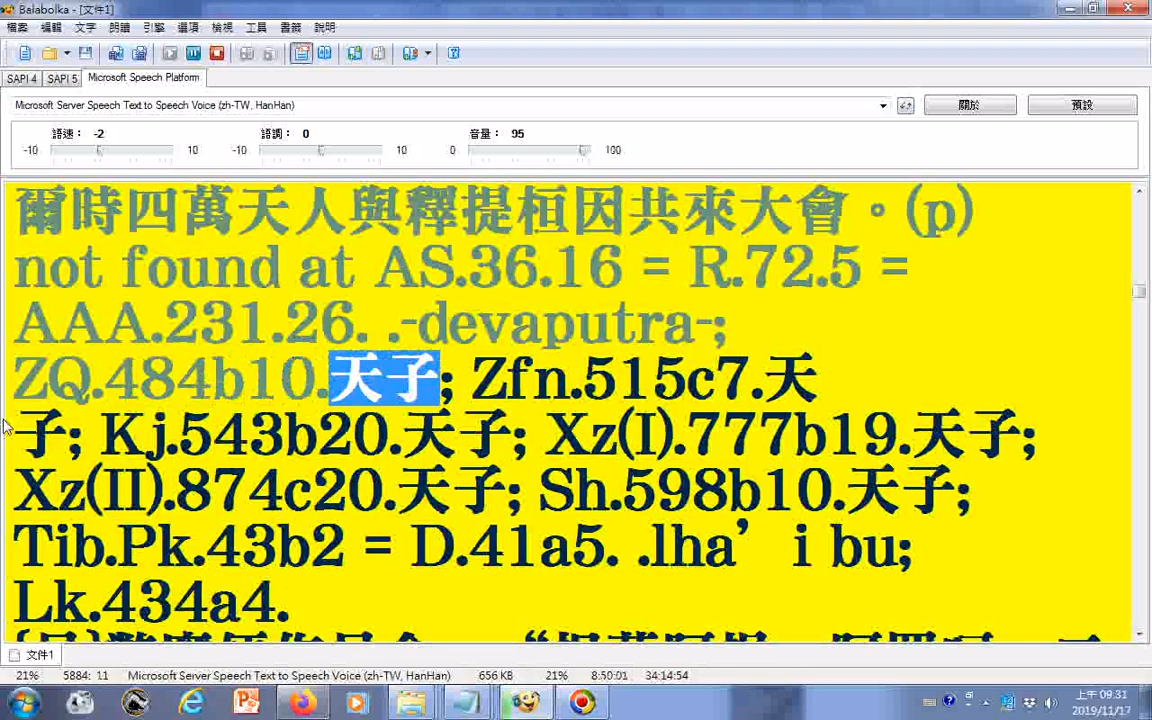 Balabolka - [文件1]
檔案 編輯 文字 朗讀 引擎 選項 檢視 工具 書籤 說明
SAPI 4 SAPI 5 Microsoft Speech Platform
Microsoft Server Speech Text to Speech Voice (zh-TW, HanHan) 關於 預設
語速: -2 語調: 0 音量: 95
-10 10 -10 10 0 100
爾時四萬天人與釋提桓因共來大會。(p)
not found at AS.36.16 = R.72.5 =
AAA.231.26. .-devaputra-;
ZQ.484b10.天子; Zfn.515c7.天
子; Kj.543b20.天子; Xz(I).777b19.天子;
Xz(II).874c20.天子; Sh.598b10.天子;
Tib.Pk.43b2 = D.41a5. .lha’i bu;
Lk.434a4.
文件1
21% 5884: 11 Microsoft Server Speech Text to Speech Voice (zh-TW, HanHan) 656 KB 21% 8:50:01 34:14:54
上午 09:31
2019/11/17